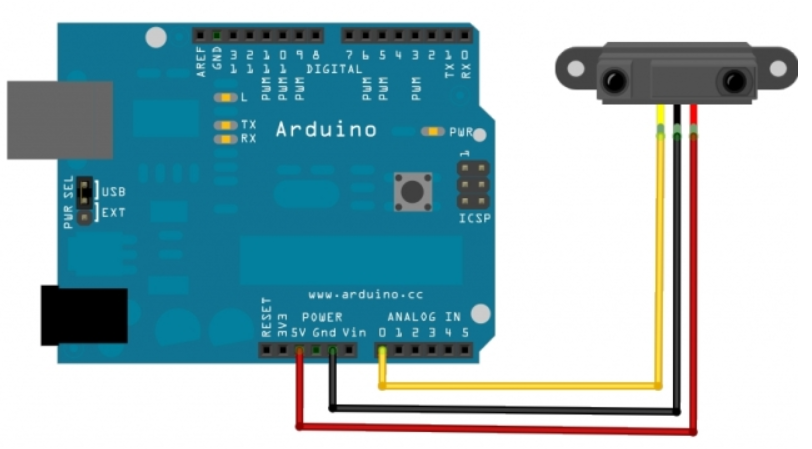 AREF
GND
13
12
11
10
9
8
7
6
5
4
3
2
1
0
PWM
PWM
PWM
PWM
PWM
PWM
TX
RX
DIGITAL
L
TX
RX
Arduino
PWR
1
PWR SEL
USB
EXT
ICSP
www.arduino.cc
RESET
3V3
POWER
ANALOG IN
5V Gnd Vin 0 1 2 3 4 5